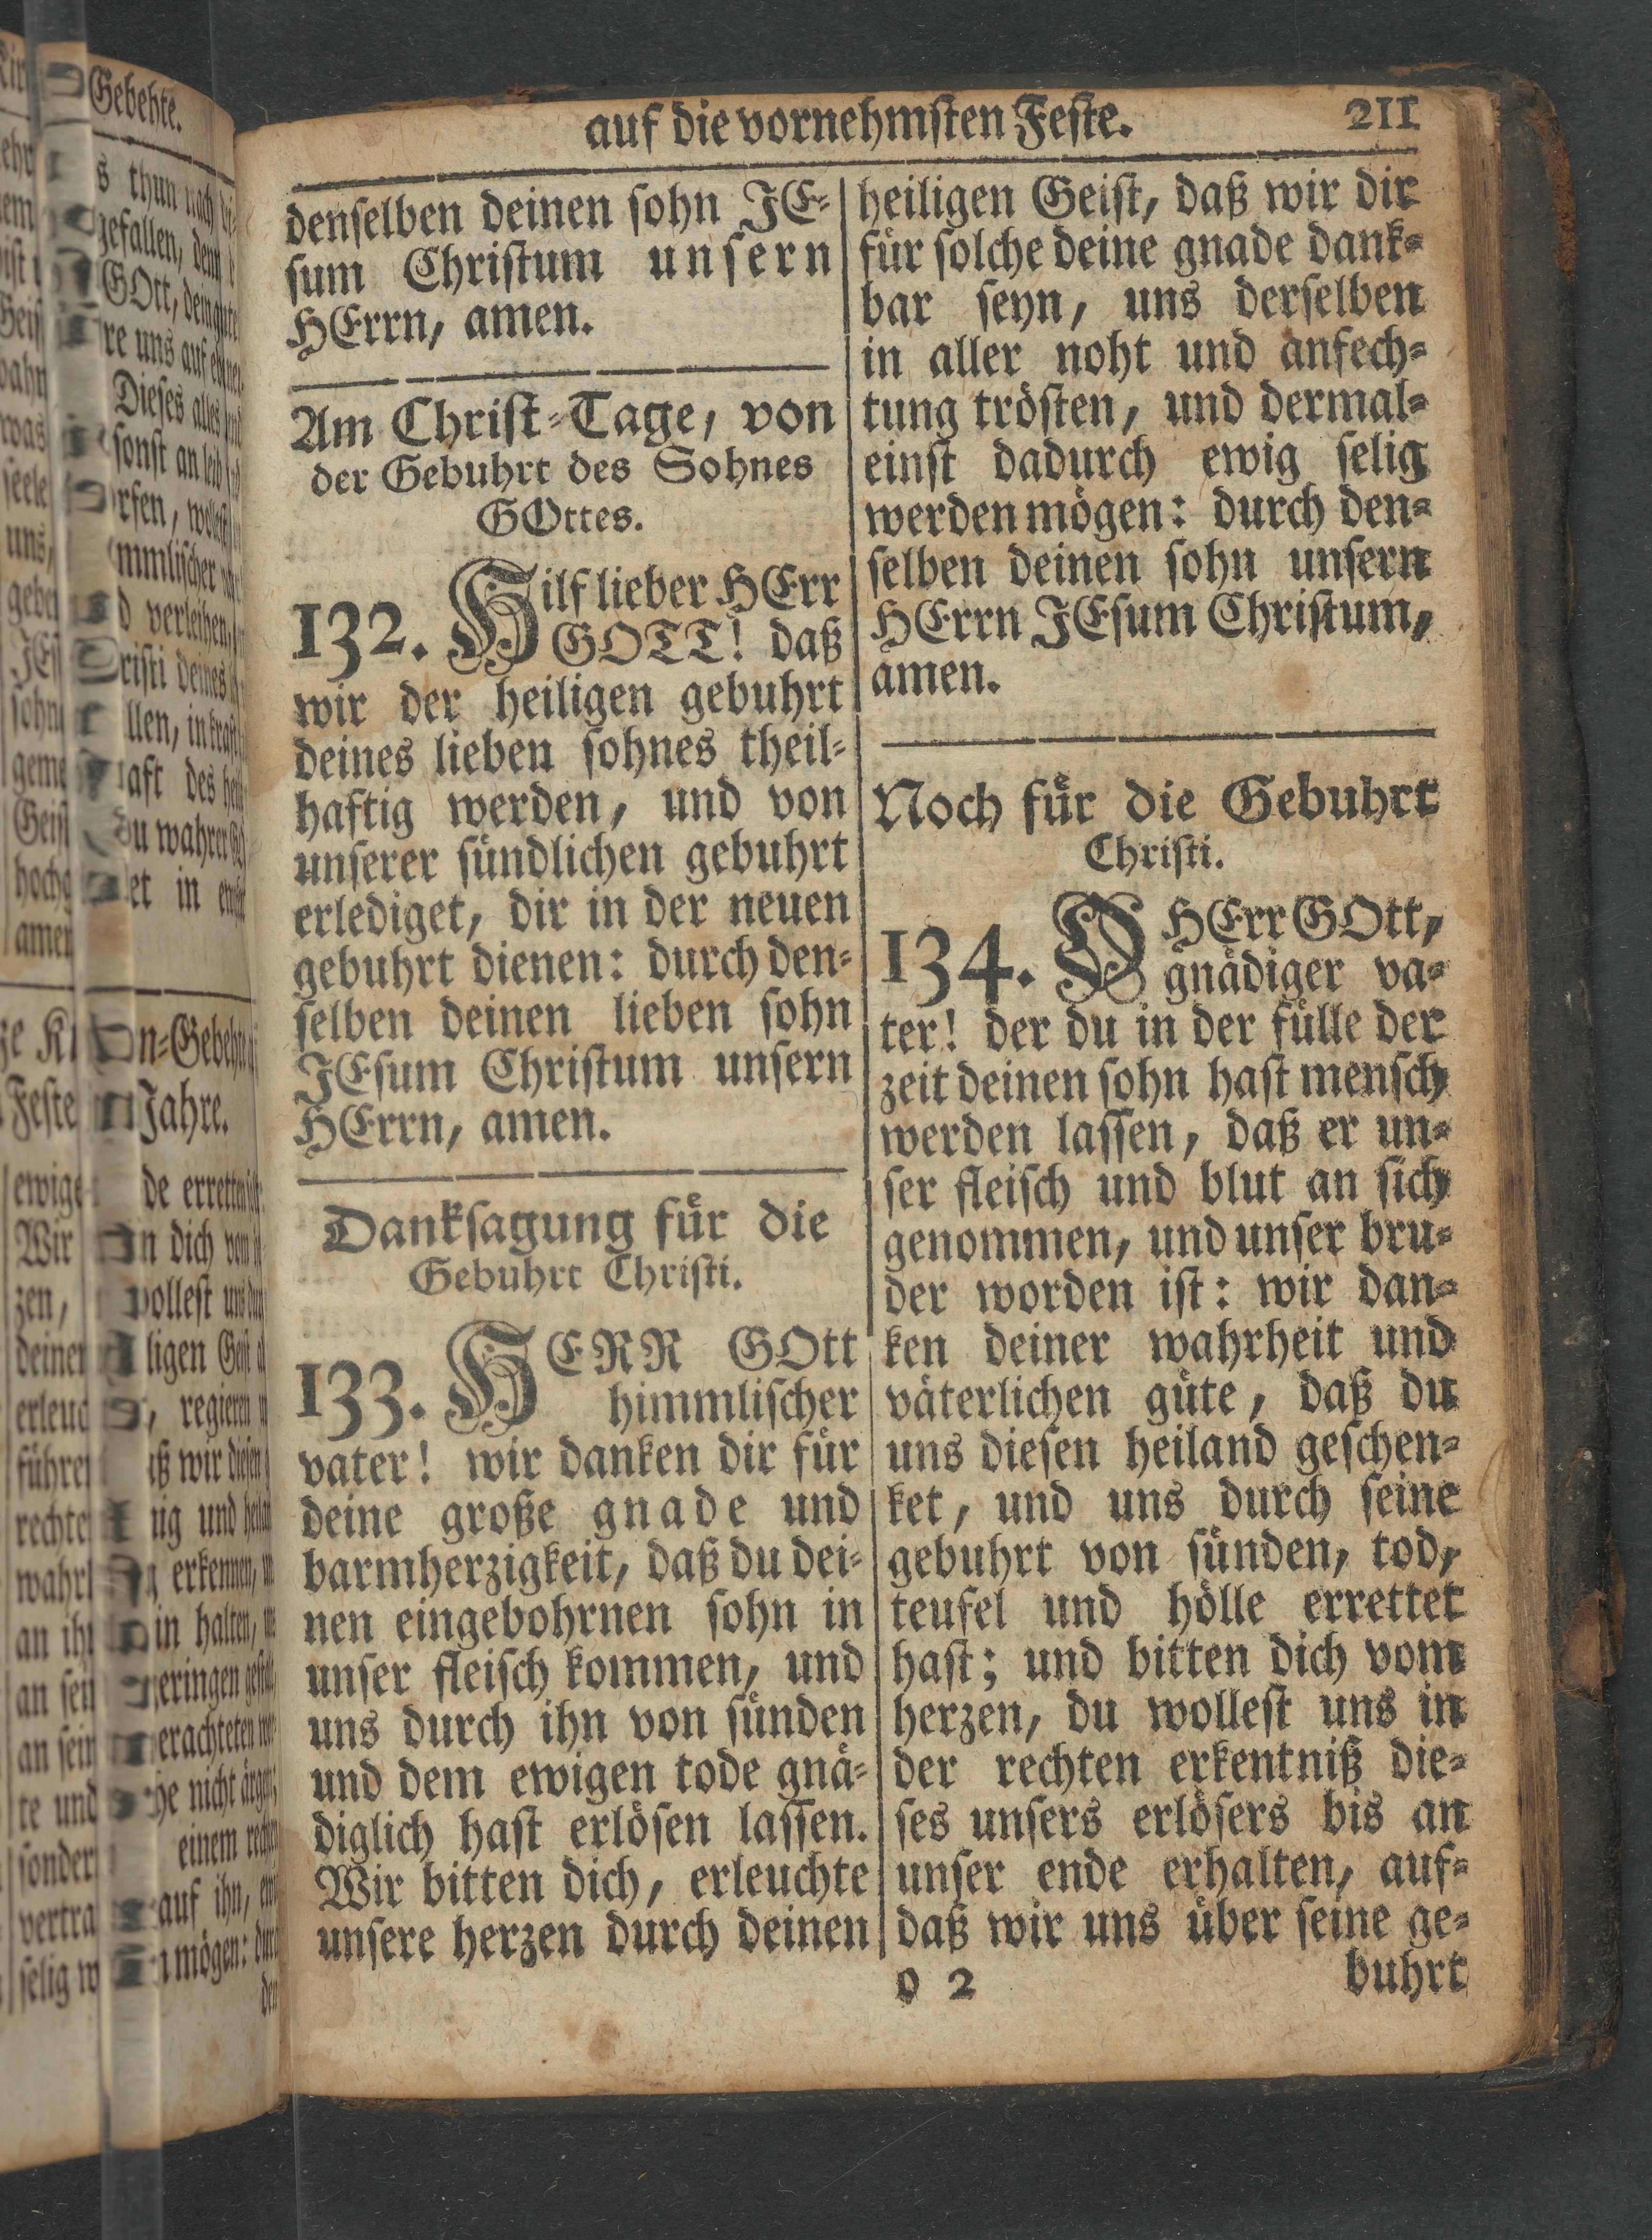 auf die vornehmsten Feste. 211
denselben deinen sohn JE-
sum Christum unsern
HErrn, amen.
Am Christ-Tage, von
der Gebuhrt des Sohnes
GOttes.
132. Hilf lieber HErr
GOTT! daß
wir der heiligen gebuhrt
deines lieben sohnes theil-
haftig werden, und von
unserer sündlichen gebuhrt
erlediget, dir in der neuen
gebuhrt dienen: durch den-
selben deinen lieben sohn
JEsum Christum unsern
HErrn, amen.
Danksagung für die
Gebuhrt Christi.
133. HERR GOtt
himmlischer
vater! wir danken dir für
deine große gnade und
barmherzigkeit, daß du dei-
nen eingebohrnen sohn in
unser fleisch kommen, und
uns durch ihn von sünden
und dem ewigen tode gnä-
diglich hast erlösen lassen.
Wir bitten dich, erleuchte
unsere herzen durch deinen
heiligen Geist, daß wir dir
für solche deine gnade dank-
bar seyn, uns derselben
in aller noht und anfech-
tung trösten, und dermal-
einst dadurch ewig selig
werden mögen: durch den-
selben deinen sohn unsern
HErrn JEsum Christum,
amen.
Noch für die Gebuhrt
Christi.
134. O HErr GOtt,
gnädiger va-
ter! der du in der fülle der
zeit deinen sohn hast mensch
werden lassen, daß er un-
ser fleisch und blut an sich
genommen, und unser bru-
der worden ist: wir dan-
ken deiner wahrheit und
väterlichen güte, daß du
uns diesen heiland geschen-
ket, und uns durch seine
gebuhrt von sünden, tod,
teufel und hölle errettet
hast; und bitten dich vom
herzen, du wollest uns in
der rechten erkentniß die-
ses unsers erlösers bis an
unser ende erhalten, auf-
daß wir uns über seine ge-
O 2 buhrt